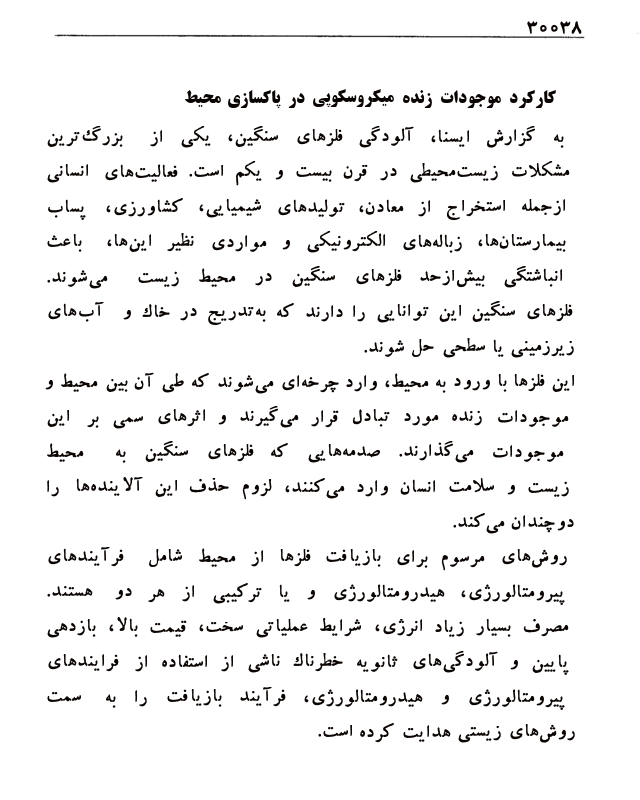 ۳۰۰۳۸
کارکرد موجودات زنده میکروسکوپی در پاکسازی محیط
به گزارش ایسنا، آلودگی فلزهای سنگین، یکی از بزرگ‌ترین
مشکلات زیست‌محیطی در قرن بیست و یکم است. فعالیت‌های انسانی
ازجمله استخراج از معادن، تولیدهای شیمیایی، کشاورزی، پساب
بیمارستان‌ها، زباله‌های الکترونیکی و مواردی نظیر این‌ها، باعث
انباشتگی بیش‌ازحد فلزهای سنگین در محیط زیست می‌شوند.
فلزهای سنگین این توانایی را دارند که به‌تدریج در خاك و آب‌های
زیرزمینی یا سطحی حل شوند.
این فلزها با ورود به محیط، وارد چرخه‌ای می‌شوند که طی آن بین محیط و
موجودات زنده مورد تبادل قرار می‌گیرند و اثرهای سمی بر این
موجودات می‌گذارند. صدمه‌هایی که فلزهای سنگین به محیط
زیست و سلامت انسان وارد می‌کنند، لزوم حذف این آلاینده‌ها را
دوچندان می‌کند.
روش‌های مرسوم برای بازیافت فلزها از محیط شامل فرآیندهای
پیرومتالورژی، هیدرومتالورژی و یا ترکیبی از هر دو هستند.
مصرف بسیار زیاد انرژی، شرایط عملیاتی سخت، قیمت بالا، بازدهی
پایین و آلودگی‌های ثانویه خطرناك ناشی از استفاده از فرایندهای
پیرومتالورژی و هیدرومتالورژی، فرآیند بازیافت را به سمت
روش‌های زیستی هدایت کرده است.